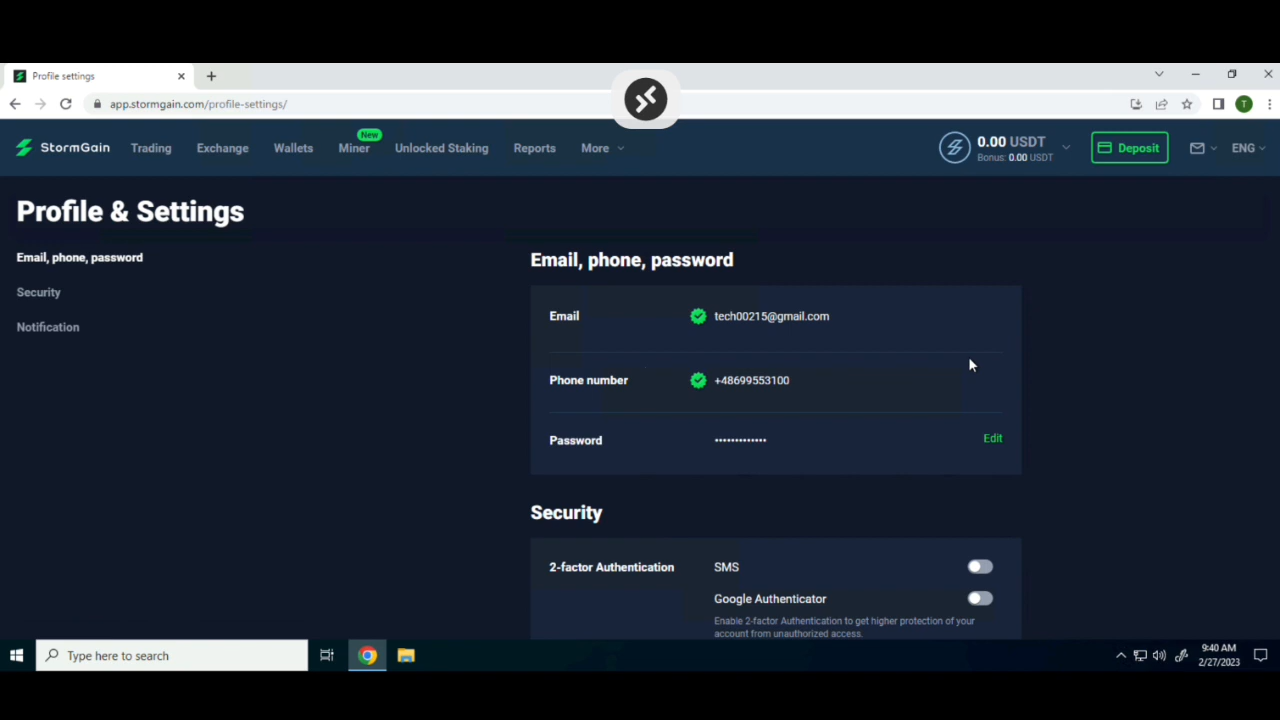 Profile settings
app.stormgain.com/profile-settings/
T
New
StormGain Trading Exchange Wallets Miner Unlocked Staking Reports More 0.00 USDT Deposit ENG
Bonus: 0.00 USDT
Profile & Settings
Email, phone, password
Security
Notification
Email, phone, password
Email tech00215@gmail.com
Phone number +48699553100
Password ············· Edit
Security
2-factor Authentication SMS
Google Authenticator
Enable 2-factor Authentication to get higher protection of your
account from unauthorized access.
Type here to search
9:40 AM
2/27/2023